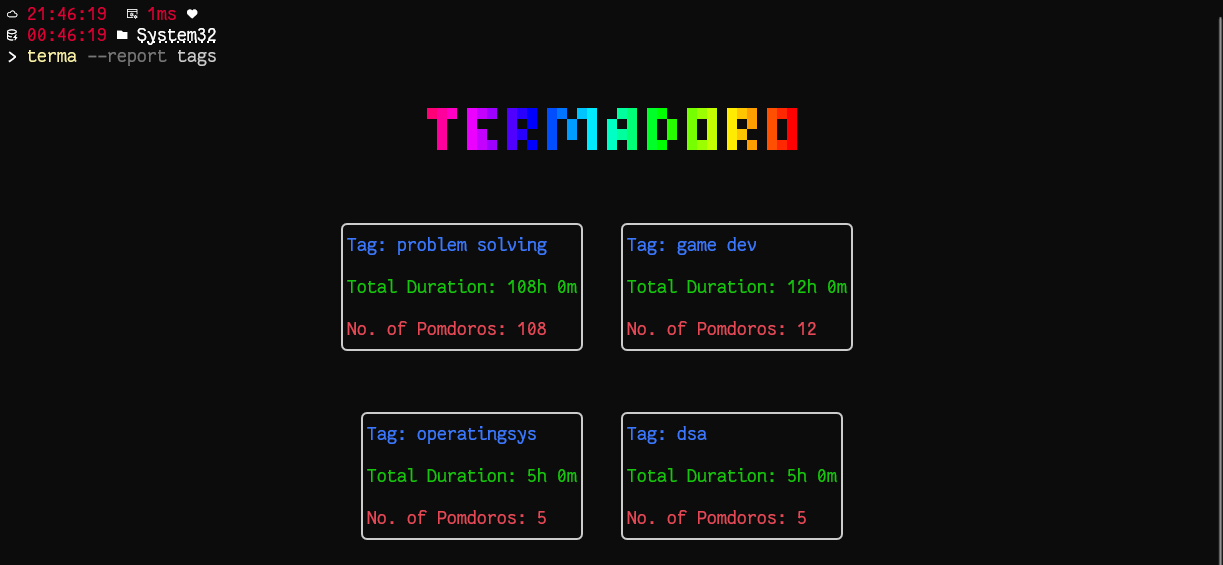 21:46:19 1ms
00:46:19 System32
> terma --report tags
TERMADORO
Tag: problem solving
Total Duration: 108h 0m
No. of Pomdoros: 108
Tag: game dev
Total Duration: 12h 0m
No. of Pomdoros: 12
Tag: operatingsys
Total Duration: 5h 0m
No. of Pomdoros: 5
Tag: dsa
Total Duration: 5h 0m
No. of Pomdoros: 5